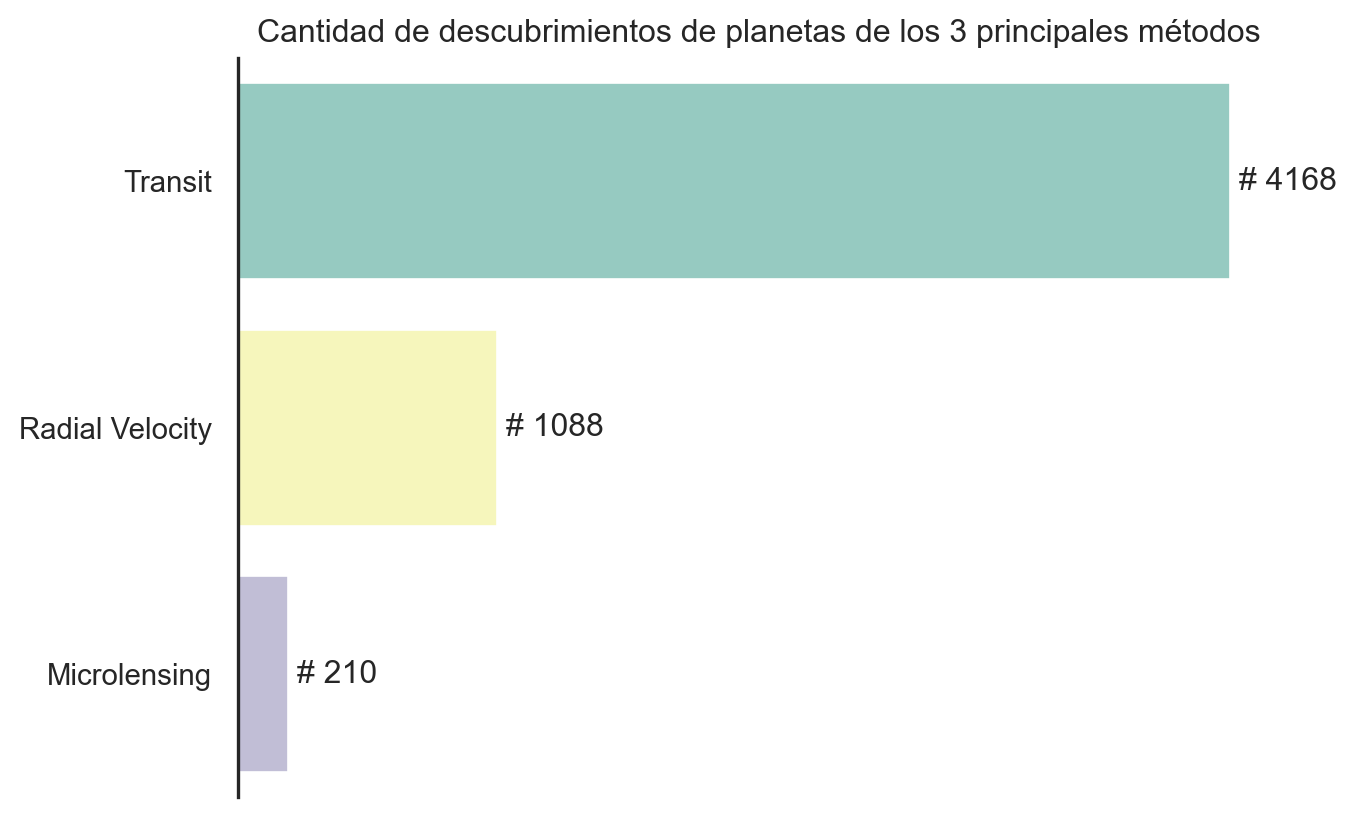 Cantidad de descubrimientos de planetas de los 3 principales métodos
Transit
# 4168
Radial Velocity
# 1088
Microlensing
# 210